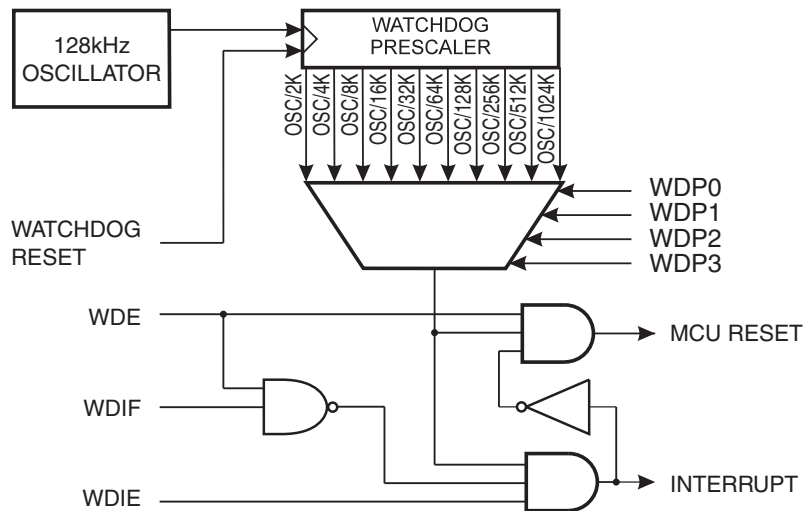 128kHz
OSCILLATOR
WATCHDOG
PRESCALER
OSC/2K
OSC/4K
OSC/8K
OSC/16K
OSC/32K
OSC/64K
OSC/128K
OSC/256K
OSC/512K
OSC/1024K
WATCHDOG
RESET
WDP0
WDP1
WDP2
WDP3
WDE
MCU RESET
WDIF
WDIE
INTERRUPT